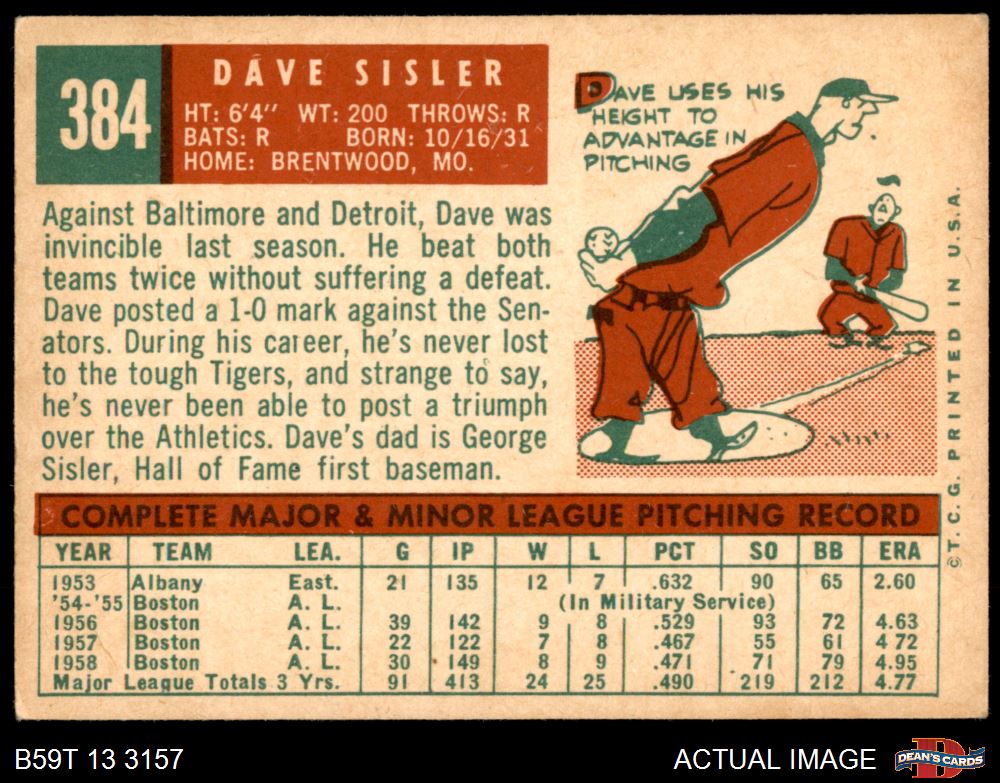 384
DAVE SISLER
HT: 6'4" WT: 200 THROWS: R
BATS: R BORN: 10/16/31
HOME: BRENTWOOD, MO.
DAVE USES HIS
HEIGHT TO
ADVANTAGE IN
PITCHING
Against Baltimore and Detroit, Dave was
invincible last season. He beat both
teams twice without suffering a defeat.
Dave posted a 1-0 mark against the Sen-
ators. During his career, he's never lost
to the tough Tigers, and strange to say,
he's never been able to post a triumph
over the Athletics. Dave's dad is George
Sisler, Hall of Fame first baseman.
©T.C.G. PRINTED IN U.S.A.
COMPLETE MAJOR & MINOR LEAGUE PITCHING RECORD
YEAR TEAM LEA. G IP W L PCT SO BB ERA
1953 Albany East. 21 135 12 7 .632 90 65 2.60
'54-'55 Boston A. L. (In Military Service)
1956 Boston A. L. 39 142 9 8 .529 93 72 4.63
1957 Boston A. L. 22 122 7 8 .467 55 61 4 72
1958 Boston A. L. 30 149 8 9 .471 71 79 4.95
Major League Totals 3 Yrs. 91 413 24 25 .490 219 212 4.77
B59T 13 3157
ACTUAL IMAGE
DEAN'S CARDS